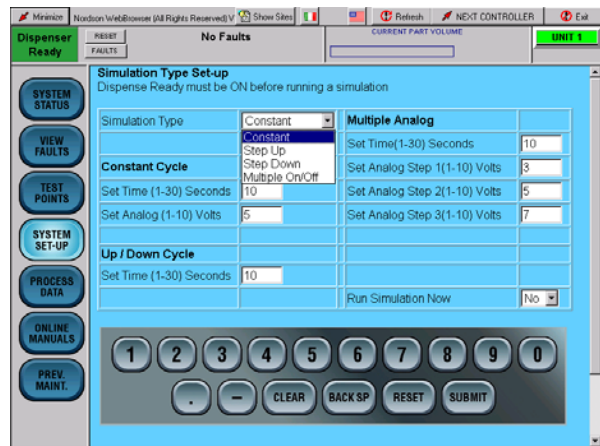 Minimize Nordson WebBrowser (All Rights Reserved) V Show Sites Refresh NEXT CONTROLLER Exit
Dispenser Ready RESET No Faults CURRENT PART VOLUME UNIT 1
FAULTS
Simulation Type Set-up
Dispense Ready must be ON before running a simulation
SYSTEM STATUS
VIEW FAULTS
TEST POINTS
SYSTEM SET-UP
PROCESS DATA
ONLINE MANUALS
PREV. MAINT.
Simulation Type Constant Multiple Analog
Constant Set Time(1-30) Seconds 10
Step Up
Constant Cycle Step Down Set Analog Step 1(1-10) Volts 3
Multiple On/Off
Set Time (1-30) Seconds 10 Set Analog Step 2(1-10) Volts 5
Set Analog (1-10) Volts 5 Set Analog Step 3(1-10) Volts 7
Up / Down Cycle
Set Time (1-30) Seconds 10
Run Simulation Now No
1 2 3 4 5 6 7 8 9 0
. - CLEAR BACK SP RESET SUBMIT